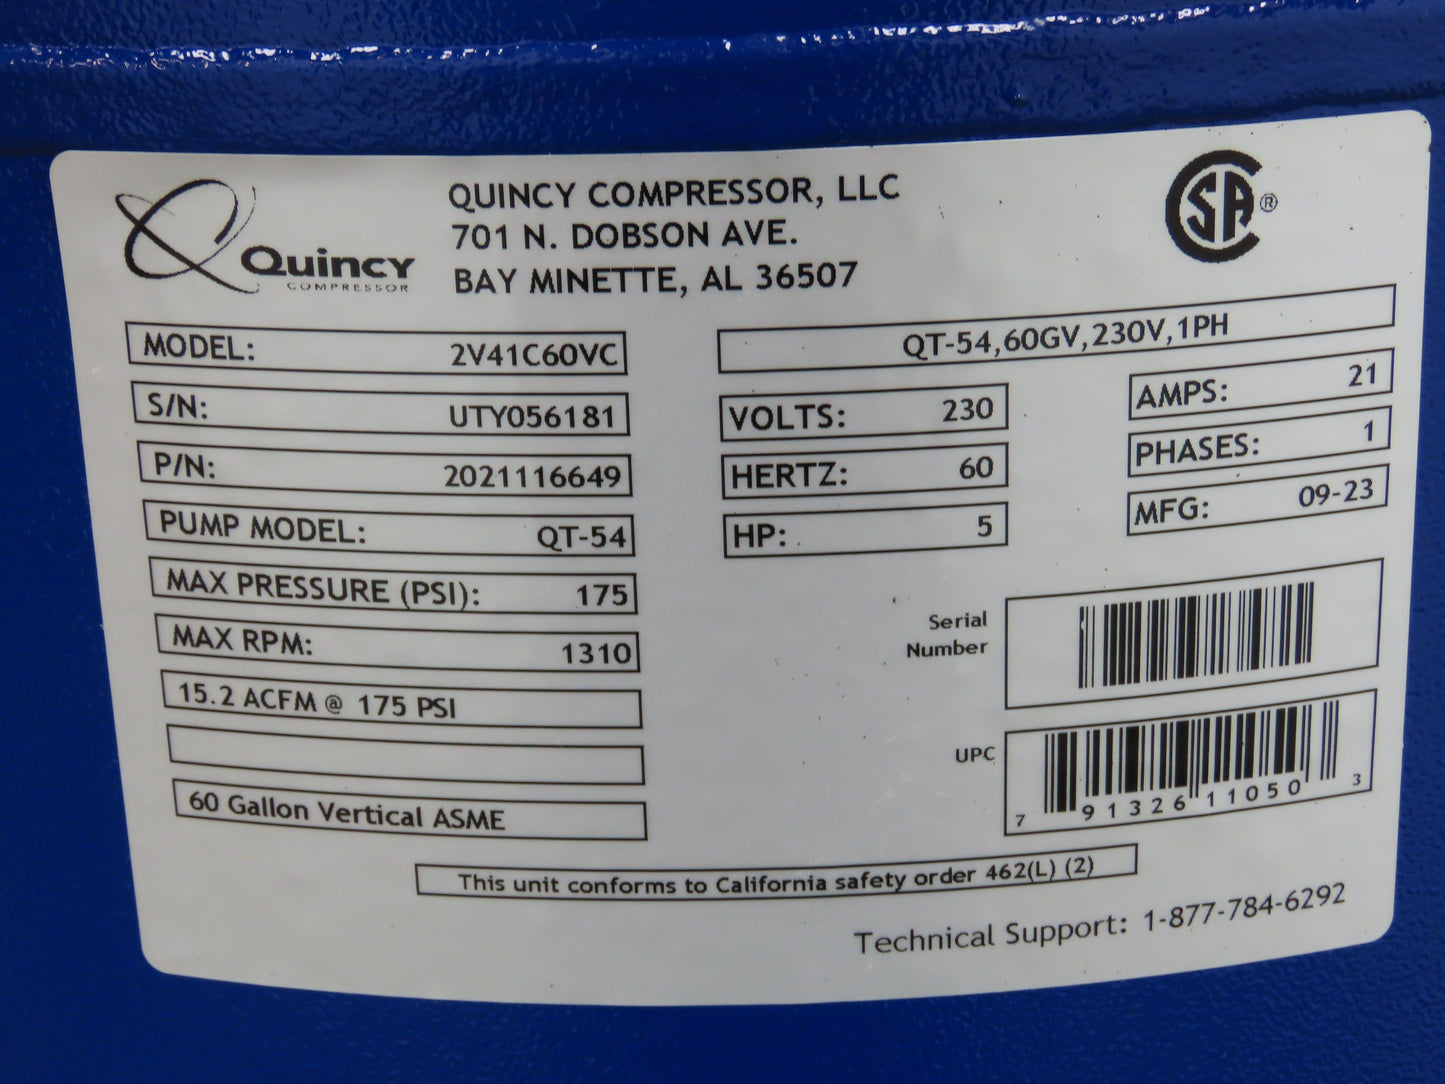 Quincy
COMPRESSOR
QUINCY COMPRESSOR, LLC
701 N. DOBSON AVE.
BAY MINETTE, AL 36507
SA ®
MODEL: 2V41C60VC
S/N: UTY056181
P/N: 2021116649
PUMP MODEL: QT-54
MAX PRESSURE (PSI): 175
MAX RPM: 1310
15.2 ACFM @ 175 PSI
60 Gallon Vertical ASME
QT-54,60GV,230V,1PH
VOLTS: 230
HERTZ: 60
HP: 5
AMPS: 21
PHASES: 1
MFG: 09-23
Serial
Number
UPC
7 91326 11050 3
This unit conforms to California safety order 462(L) (2)
Technical Support: 1-877-784-6292